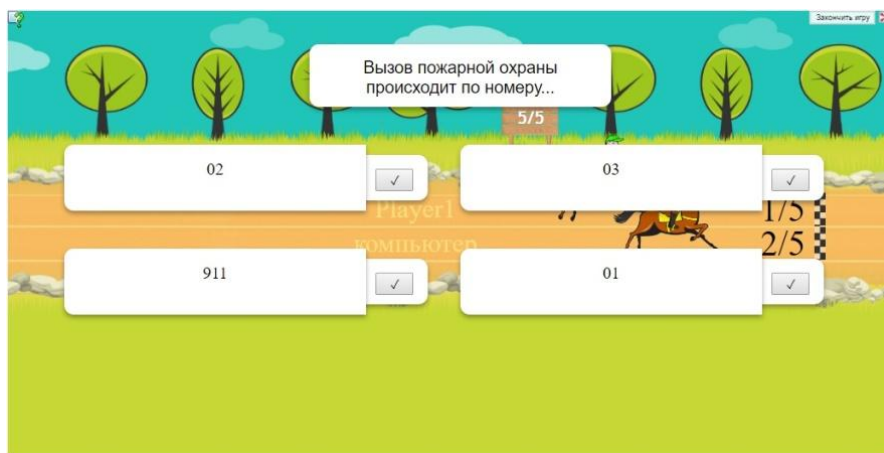 Закончить игру
Вызов пожарной охраны
происходит по номеру...
5/5
02
03
Player1
1/5
компьютер
2/5
911
01